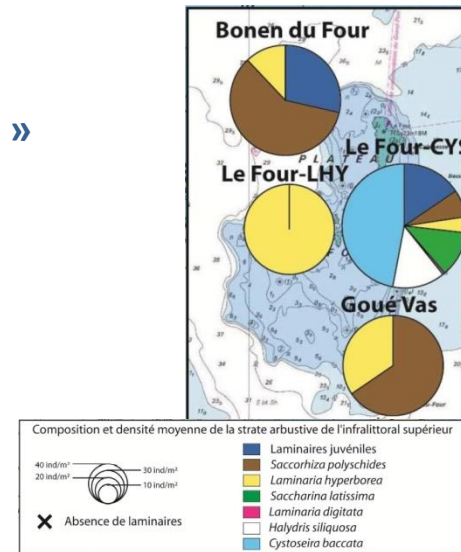 »
Bonen du Four
PLATEAU
Le Four-CYS
Le Four-LHY
Goué Vas
Composition et densité moyenne de la strate arbustive de l'infralittoral supérieur
40 ind/m²
30 ind/m²
20 ind/m²
10 ind/m²
Absence de laminaires
Laminaires juvéniles
Saccorhiza polyschides
Laminaria hyperborea
Saccharina latissima
Laminaria digitata
Halydris siliquosa
Cystoseira baccata